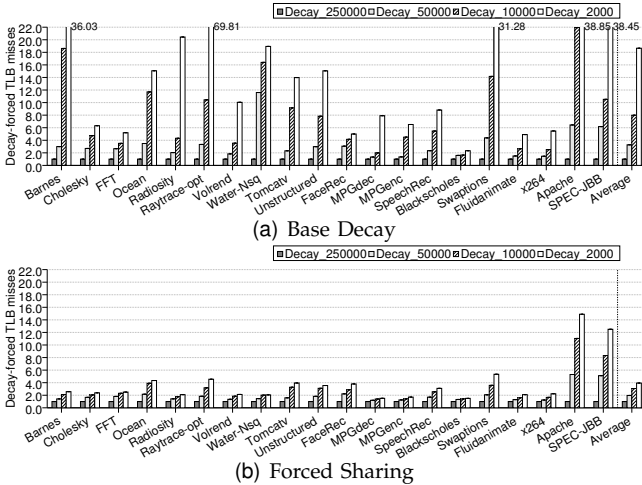 Decay_250000 Decay_50000 Decay_10000 Decay_2000
36.03 69.81 31.28 38.85 38.45
Decay-forced TLB misses
22.0
20.0
18.0
16.0
14.0
12.0
10.0
8.0
6.0
4.0
2.0
0.0
Barnes
Cholesky
FFT
Ocean
Radiosity
Raytrace-opt
Volrend
Water-Nsq
Tomcatv
Unstructured
FaceRec
MPGdec
MPGenc
SpeechRec
Blackscholes
Swaptions
Fluidanimate
x264
Apache
SPEC-JBB
Average
(a) Base Decay
Decay_250000 Decay_50000 Decay_10000 Decay_2000
Decay-forced TLB misses
22.0
20.0
18.0
16.0
14.0
12.0
10.0
8.0
6.0
4.0
2.0
0.0
Barnes
Cholesky
FFT
Ocean
Radiosity
Raytrace-opt
Volrend
Water-Nsq
Tomcatv
Unstructured
FaceRec
MPGdec
MPGenc
SpeechRec
Blackscholes
Swaptions
Fluidanimate
x264
Apache
SPEC-JBB
Average
(b) Forced Sharing